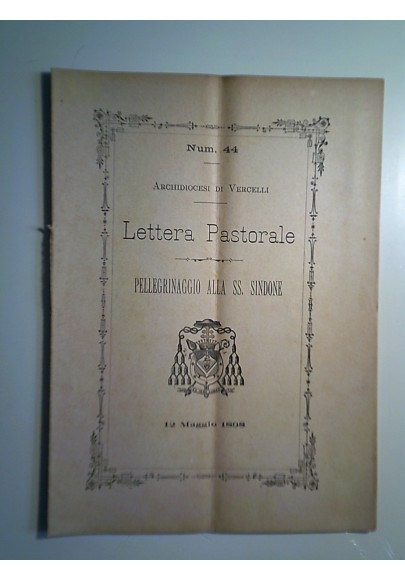 Num. 44
ARCHIDIOCESI DI VERCELLI
Lettera Pastorale
PELLEGRINAGGIO ALLA SS. SINDONE
12 Maggio 1898